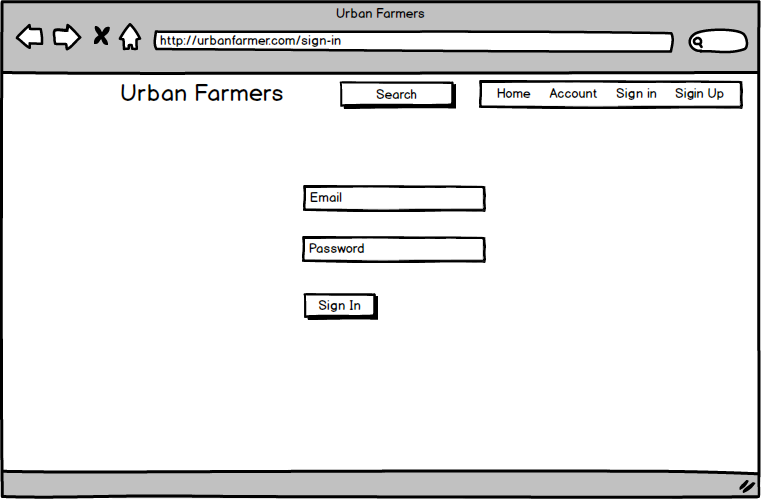 Urban Farmers
http://urbanfarmer.com/sign-in
Urban Farmers
Search
Home Account Sign in Sigin Up
Email
Password
Sign In